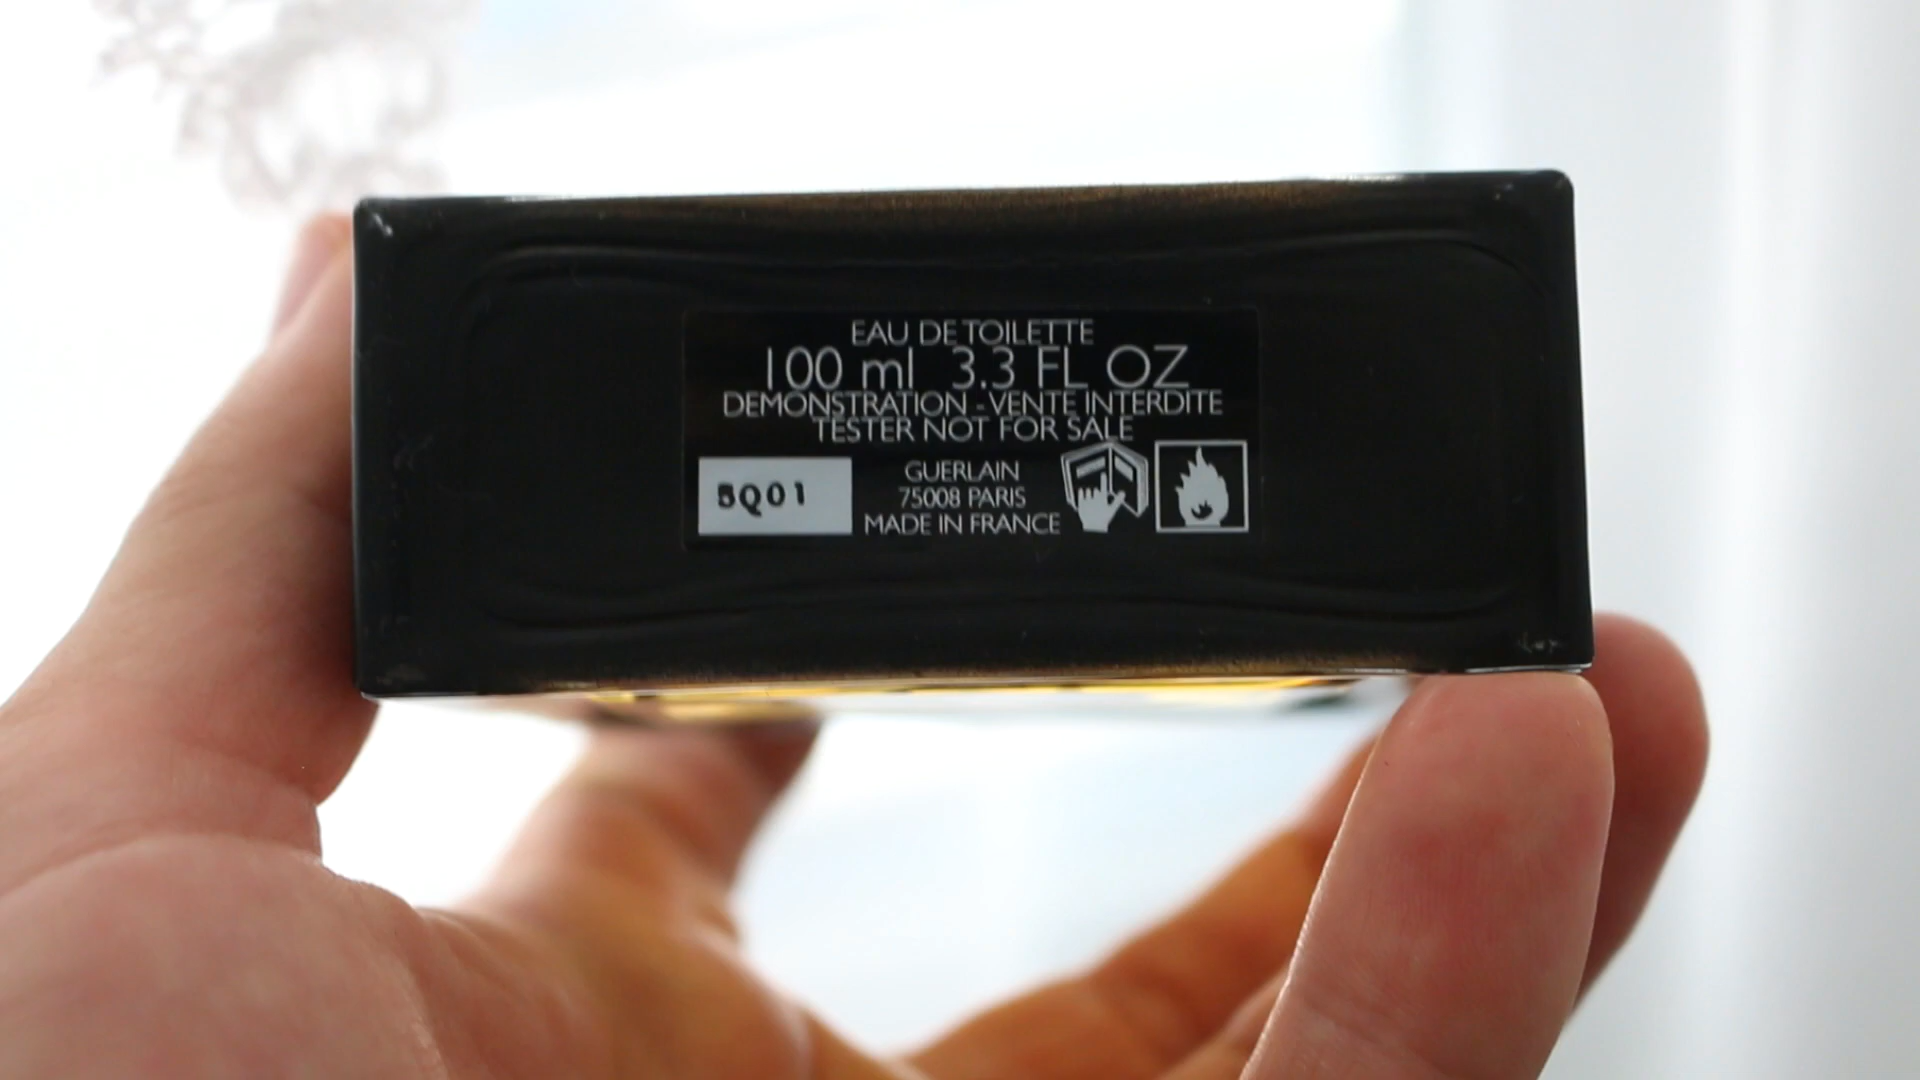 EAU DE TOILETTE
100 ml 3.3 FL OZ
DEMONSTRATION - VENTE INTERDITE
TESTER NOT FOR SALE
5Q01
GUERLAIN
75008 PARIS
MADE IN FRANCE